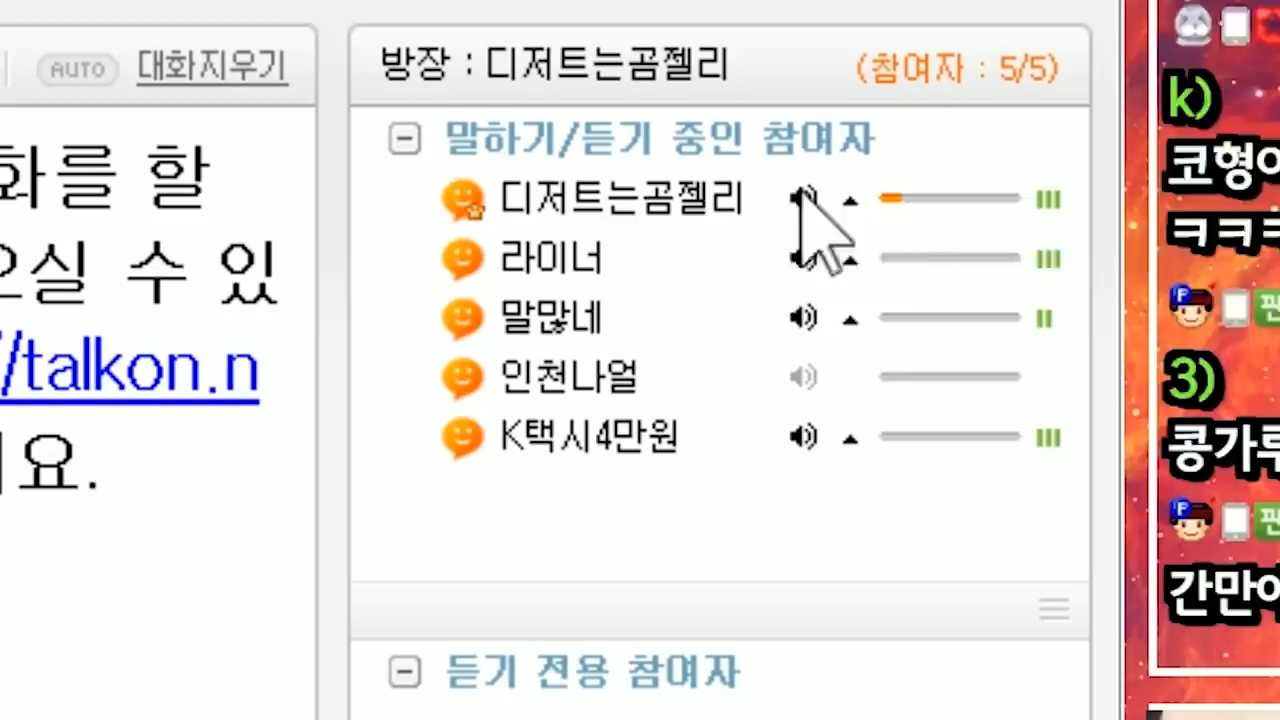 AUTO 대화지우기
화를 할
으실 수 있
//talkon.n
요.
방장 : 디저트는곰젤리 (참여자 : 5/5)
말하기/듣기 중인 참여자
디저트는곰젤리
라이너
말많네
인천나얼
K택시4만원
듣기 전용 참여자
k)
코형이
ㅋㅋㅋ
3)
콩가루
간만에